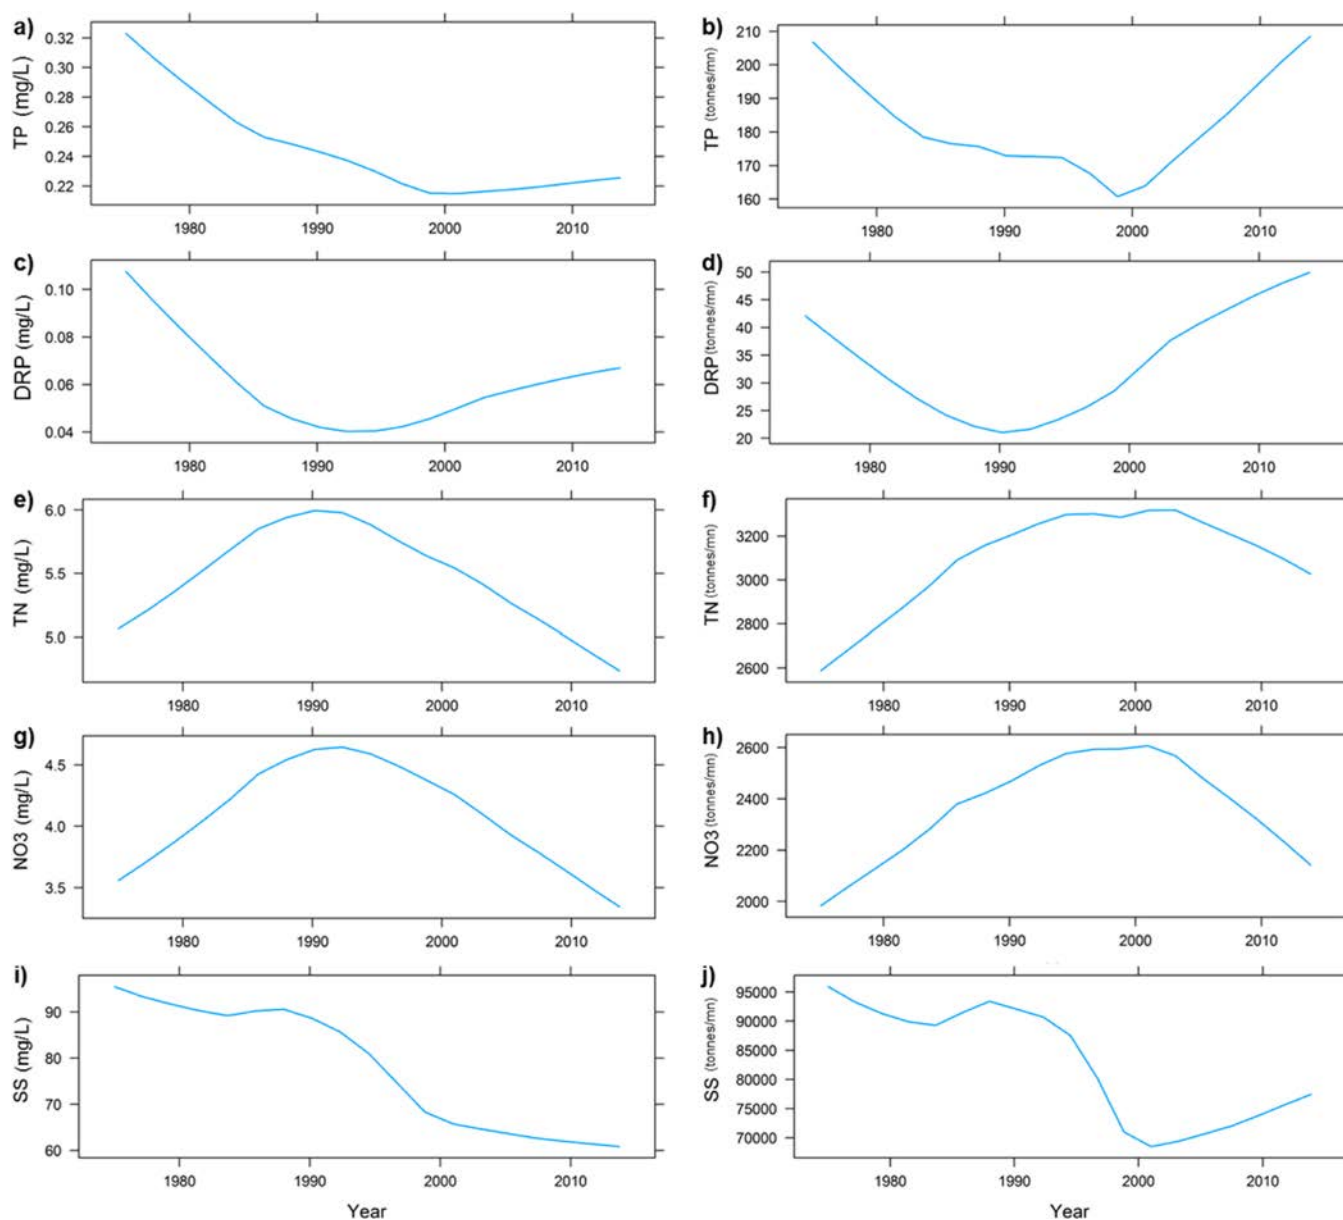 a)
TP (mg/L)
0.32
0.30
0.28
0.26
0.24
0.22
1980 1990 2000 2010
b)
TP (tonnes/mn)
210
200
190
180
170
160
1980 1990 2000 2010
c)
DRP (mg/L)
0.10
0.08
0.06
0.04
1980 1990 2000 2010
d)
DRP (tonnes/mn)
50
45
40
35
30
25
20
1980 1990 2000 2010
e)
TN (mg/L)
6.0
5.5
5.0
1980 1990 2000 2010
f)
TN (tonnes/mn)
3200
3000
2800
2600
1980 1990 2000 2010
g)
NO3 (mg/L)
4.5
4.0
3.5
1980 1990 2000 2010
h)
NO3 (tonnes/mn)
2600
2400
2200
2000
1980 1990 2000 2010
i)
SS (mg/L)
90
80
70
60
1980 1990 2000 2010
Year
j)
SS (tonnes/mn)
95000
90000
85000
80000
75000
70000
1980 1990 2000 2010
Year